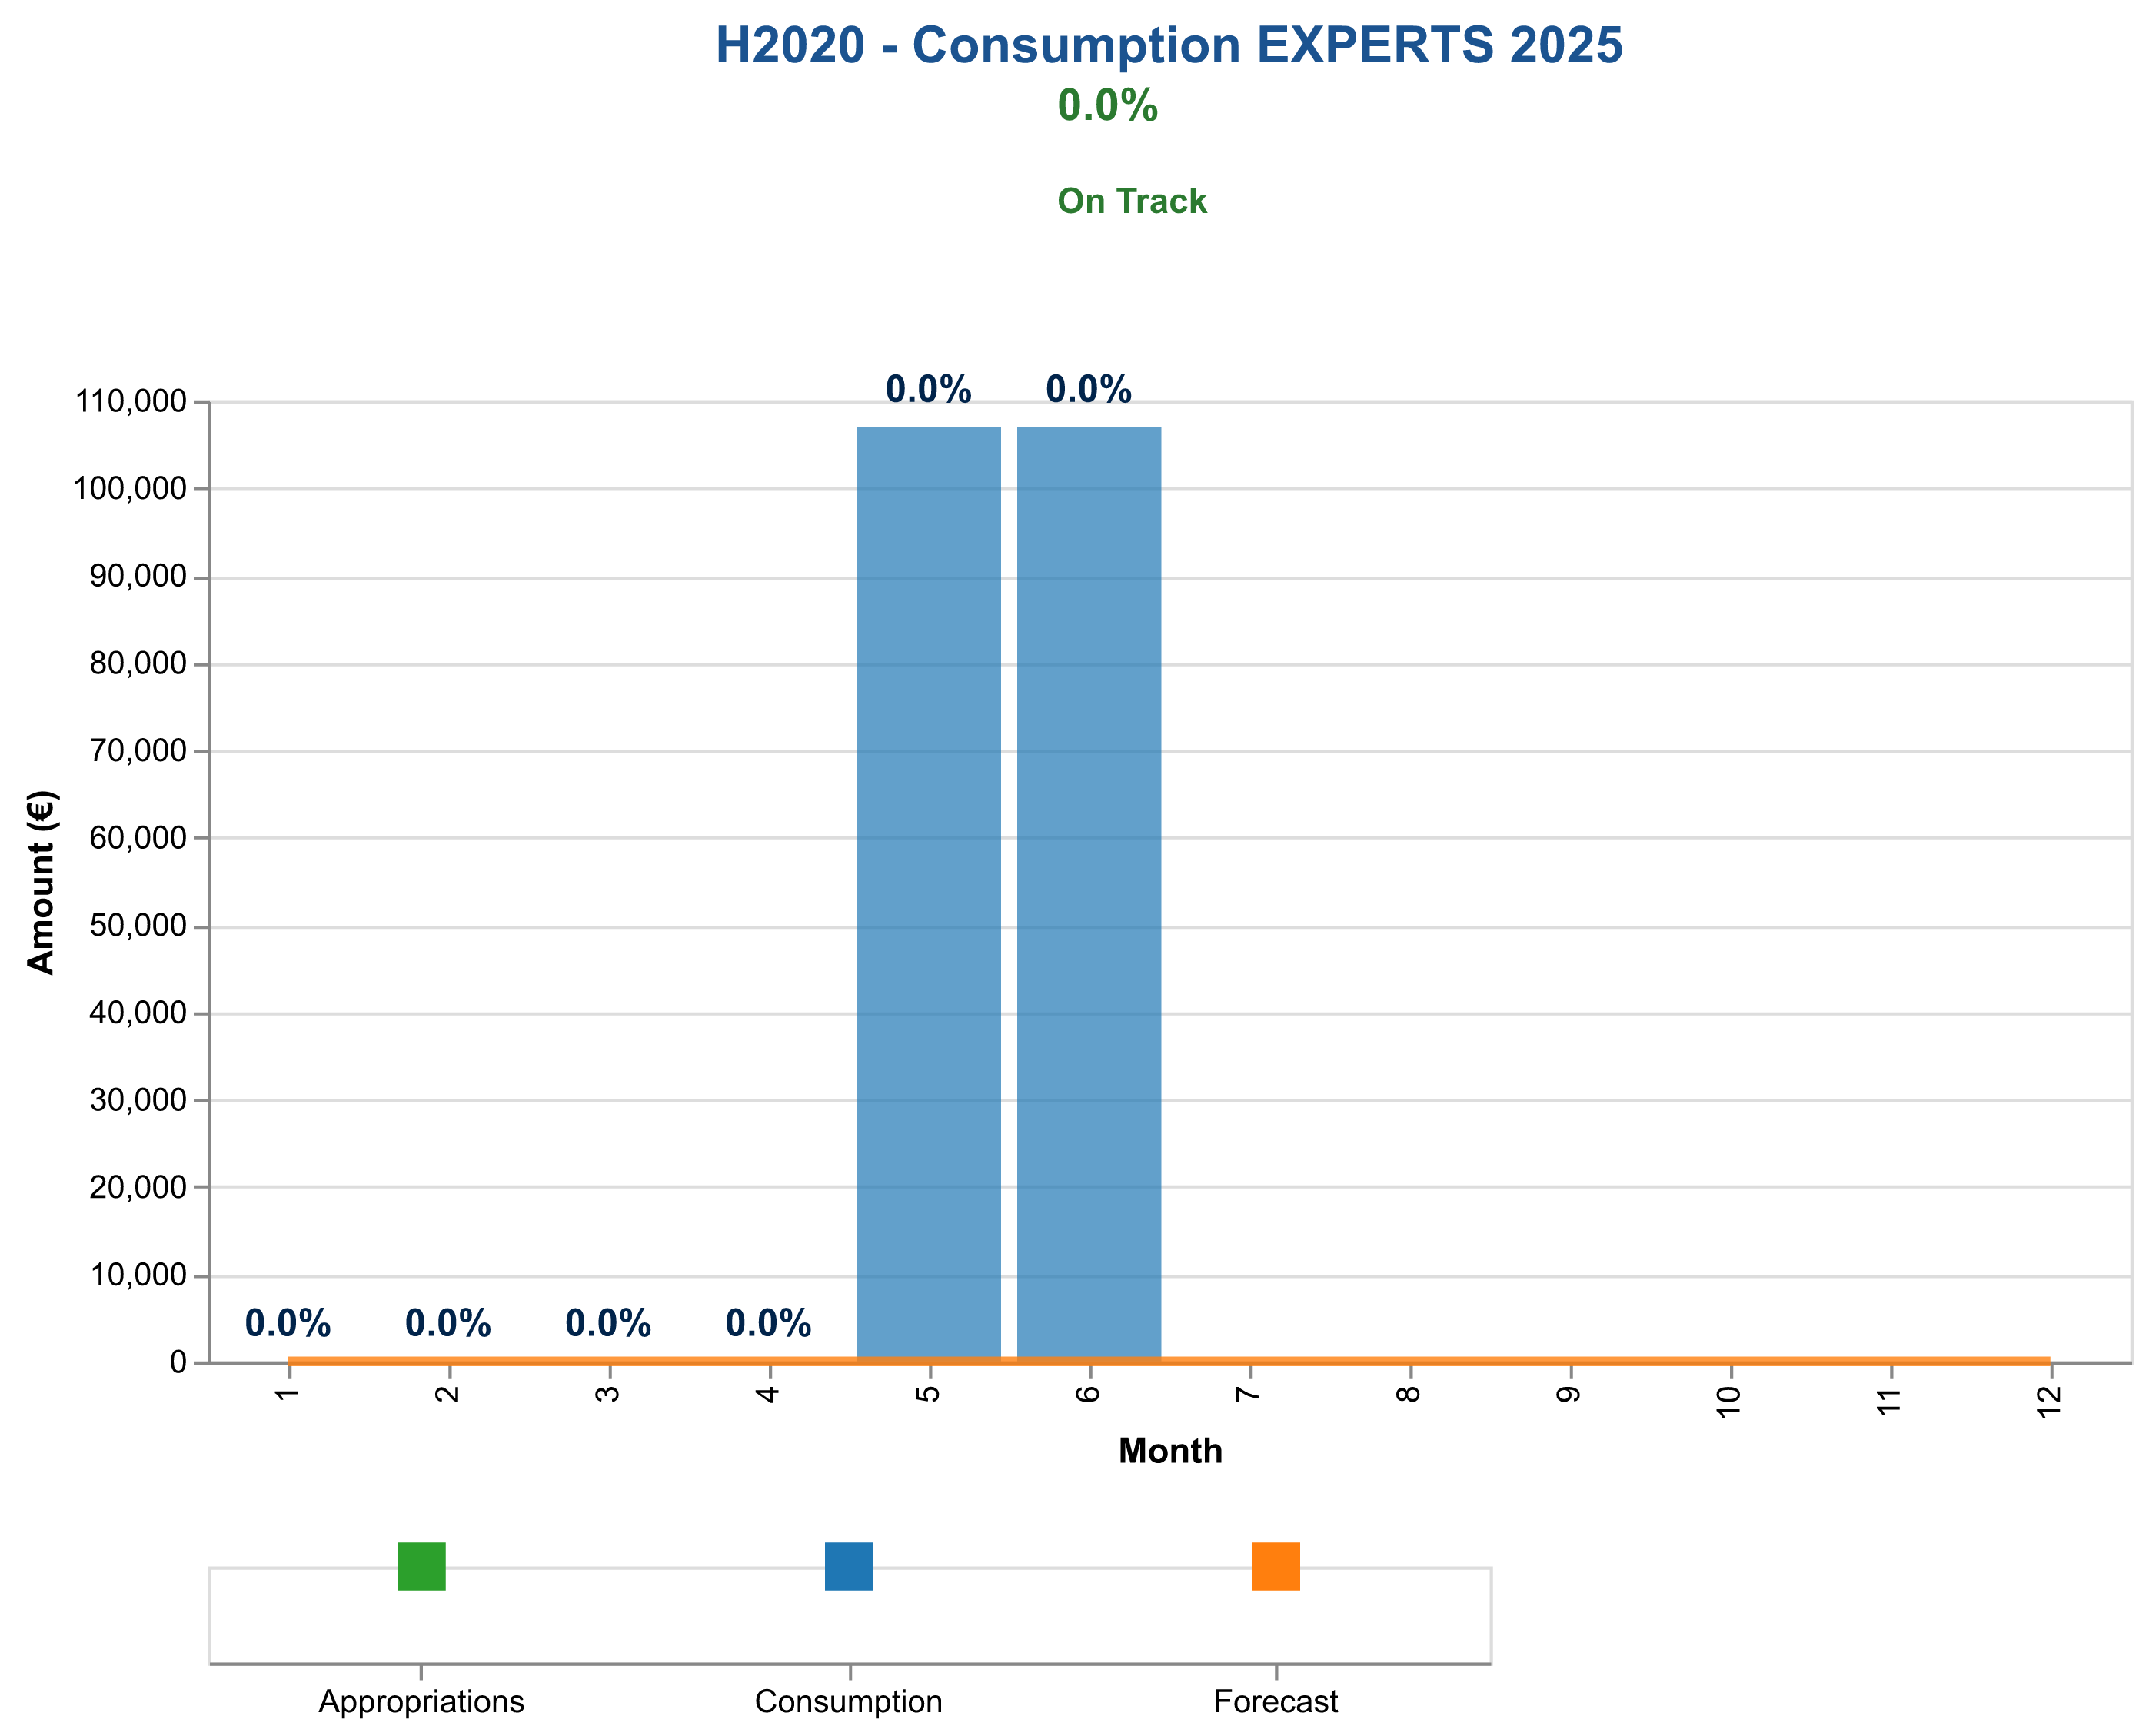 H2020 - Consumption EXPERTS 2025
0.0%
On Track
0.0% 0.0%
110,000
100,000
90,000
80,000
70,000
60,000
50,000
40,000
30,000
20,000
10,000
0
Amount (€)
0.0% 0.0% 0.0% 0.0%
1 2 3 4 5 6 7 8 9 10 11 12
Month
Appropriations Consumption Forecast